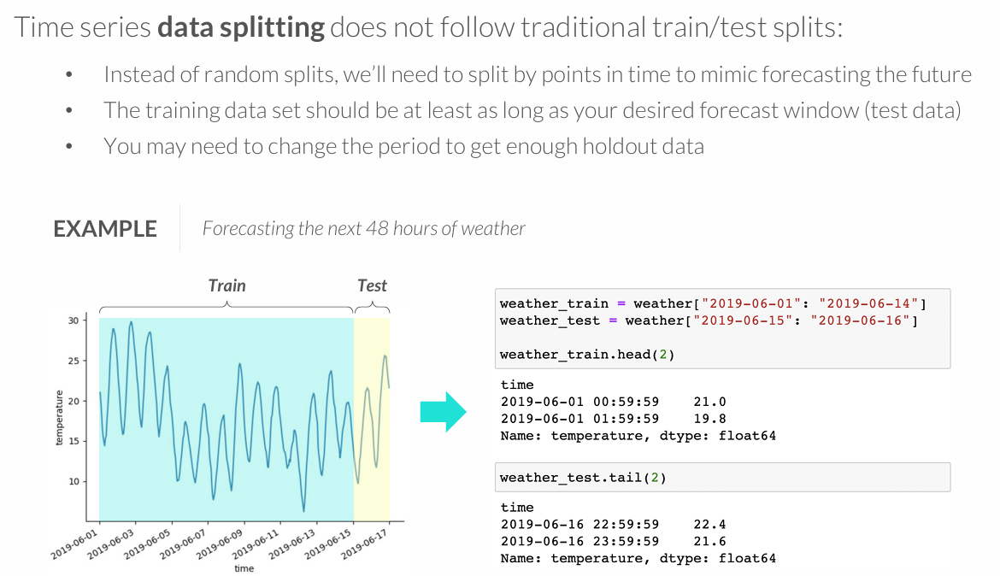 Time series data splitting does not follow traditional train/test splits:
• Instead of random splits, we'll need to split by points in time to mimic forecasting the future
• The training data set should be at least as long as your desired forecast window (test data)
• You may need to change the period to get enough holdout data
EXAMPLE
Forecasting the next 48 hours of weather
Train
Test
30
25
20
15
10
temperature
2019-06-01
2019-06-03
2019-06-05
2019-06-07
2019-06-09
2019-06-11
2019-06-13
2019-06-15
2019-06-17
time
weather_train = weather["2019-06-01": "2019-06-14"]
weather_test = weather["2019-06-15": "2019-06-16"]
weather_train.head(2)
time
2019-06-01 00:59:59    21.0
2019-06-01 01:59:59    19.8
Name: temperature, dtype: float64
weather_test.tail(2)
time
2019-06-16 22:59:59    22.4
2019-06-16 23:59:59    21.6
Name: temperature, dtype: float64